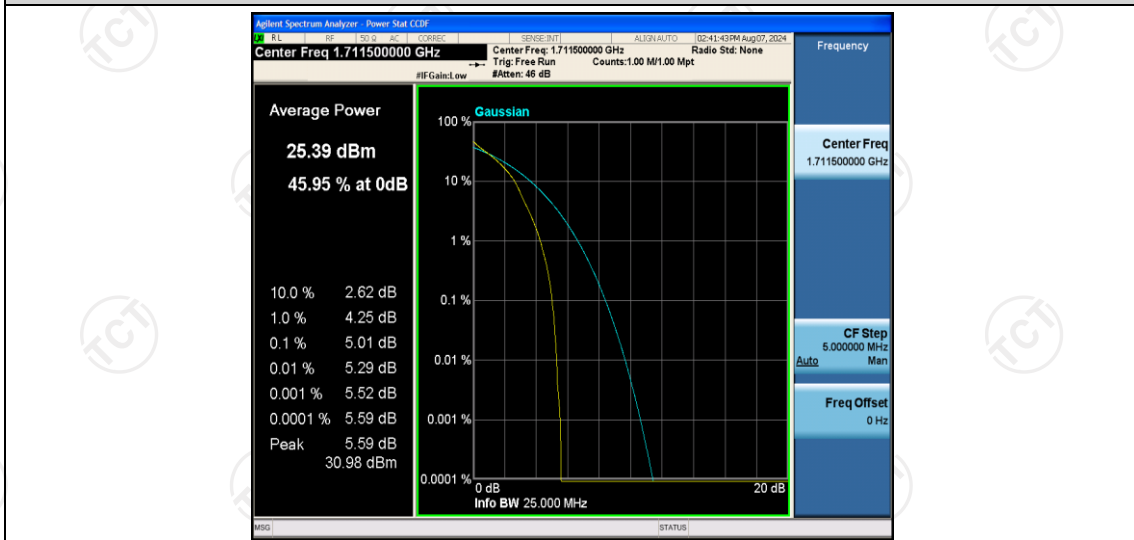 Agilent Spectrum Analyzer - Power Stat CCDF
RL RF 50 Ω AC CORREC SENSE:INT ALIGN AUTO 02:41:43 PM Aug 07, 2024
Center Freq 1.711500000 GHz
Center Freq: 1.711500000 GHz Radio Std: None
Trig: Free Run Counts:1.00 M/1.00 Mpt
#IFGain:Low #Atten: 46 dB
Frequency
Average Power
25.39 dBm
45.95 % at 0dB
10.0 % 2.62 dB
1.0 % 4.25 dB
0.1 % 5.01 dB
0.01 % 5.29 dB
0.001 % 5.52 dB
0.0001 % 5.59 dB
Peak 5.59 dB
30.98 dBm
Gaussian
100 %
10 %
1 %
0.1 %
0.01 %
0.001 %
0.0001 %
0 dB 20 dB
Info BW 25.000 MHz
Center Freq
1.711500000 GHz
CF Step
5.000000 MHz
Auto Man
Freq Offset
0 Hz
MSG STATUS
TCT
TCT
TCT
TCT